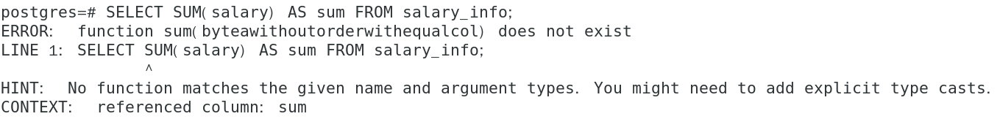 postgres=# SELECT SUM(salary) AS sum FROM salary_info;
ERROR:  function sum(byteawithoutorderwithequalcol) does not exist
LINE 1: SELECT SUM(salary) AS sum FROM salary_info;
               ^
HINT:  No function matches the given name and argument types. You might need to add explicit type casts.
CONTEXT:  referenced column: sum